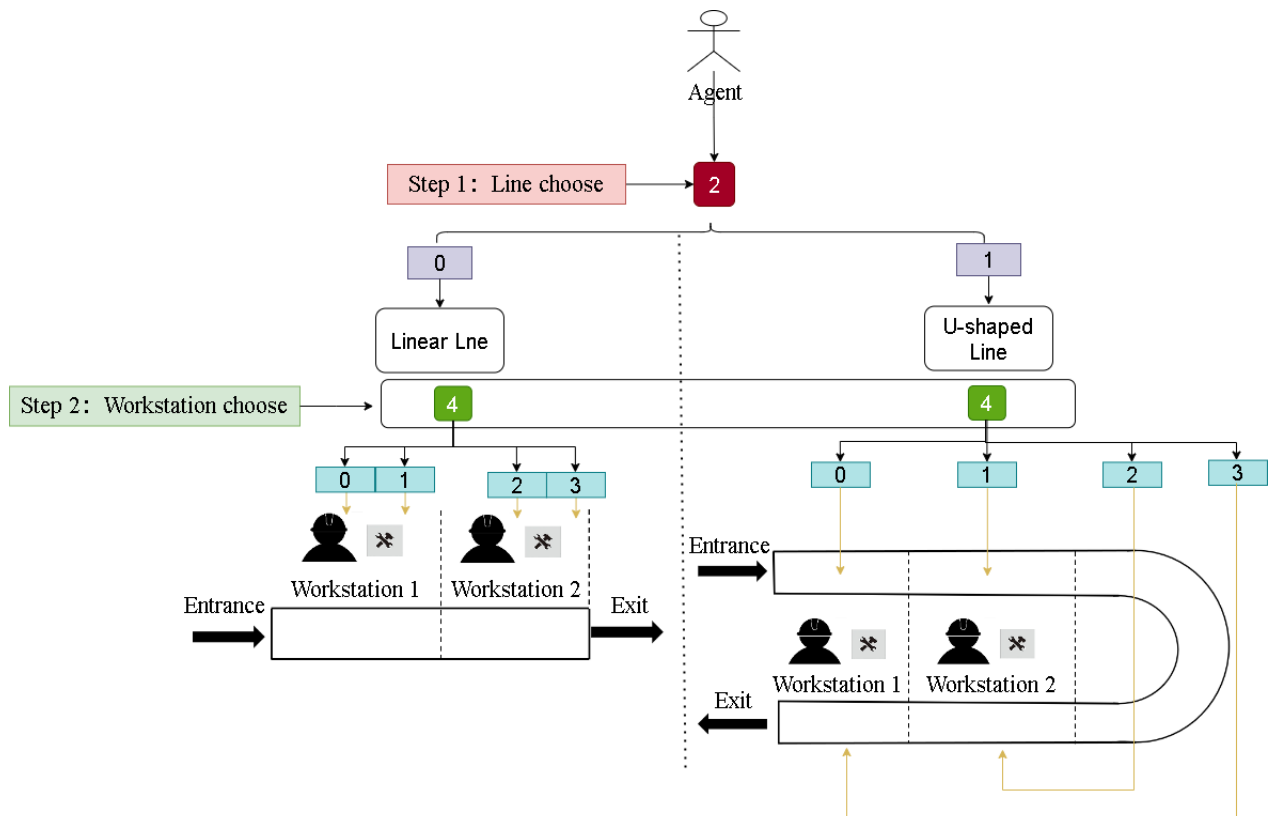 Agent
Step 1：Line choose
2
0
1
Linear Lne
U-shaped
Line
Step 2：Workstation choose
4
4
0
1
2
3
0
1
2
3
Workstation 1
Workstation 2
Entrance
Exit
Entrance
Workstation 1
Workstation 2
Exit